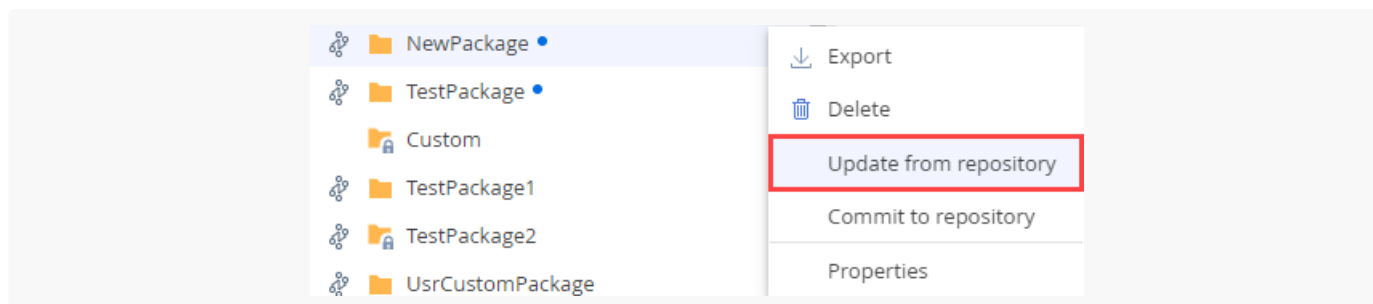 NewPackage
TestPackage
Custom
TestPackage1
TestPackage2
UsrCustomPackage
Export
Delete
Update from repository
Commit to repository
Properties